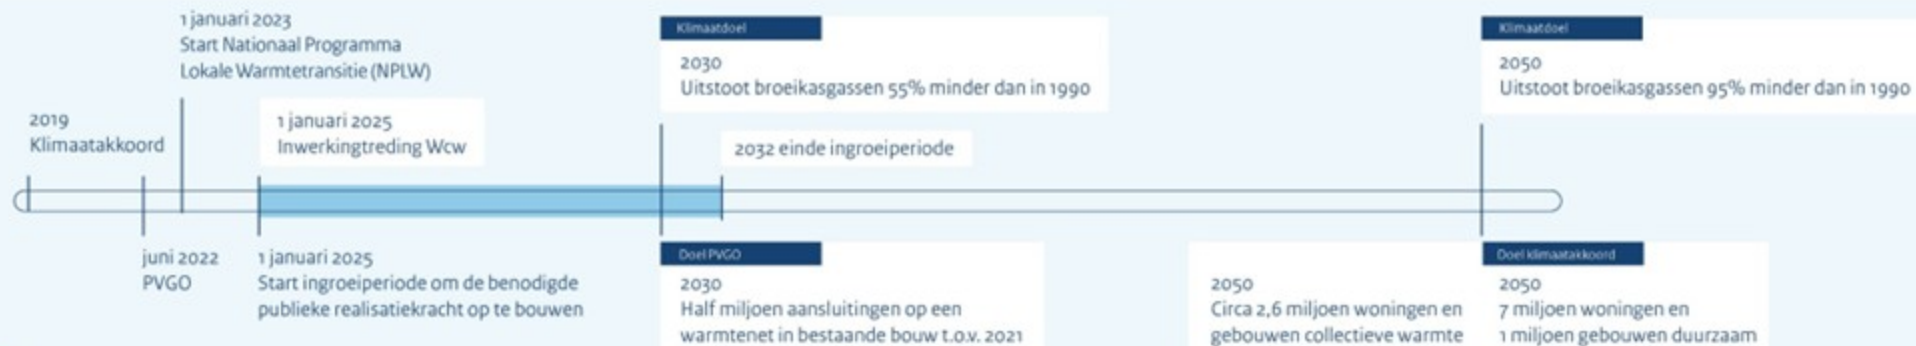 1 januari 2023
Start Nationaal Programma
Lokale Warmtetransitie (NPLW)
2019
Klimaatakkoord
1 januari 2025
Inwerkingtreding Wcw
Klimaatdoel
2030
Uitstoot broeikasgassen 55% minder dan in 1990
2032 einde ingroeiperiode
Klimaatdoel
2050
Uitstoot broeikasgassen 95% minder dan in 1990
juni 2022
PVGO
1 januari 2025
Start ingroeiperiode om de benodigde
publieke realisatiekracht op te bouwen
Doel PVGO
2030
Half miljoen aansluitingen op een
warmtenet in bestaande bouw t.o.v. 2021
2050
Circa 2,6 miljoen woningen en
gebouwen collectieve warmte
Doel klimaatakkoord
2050
7 miljoen woningen en
1 miljoen gebouwen duurzaam